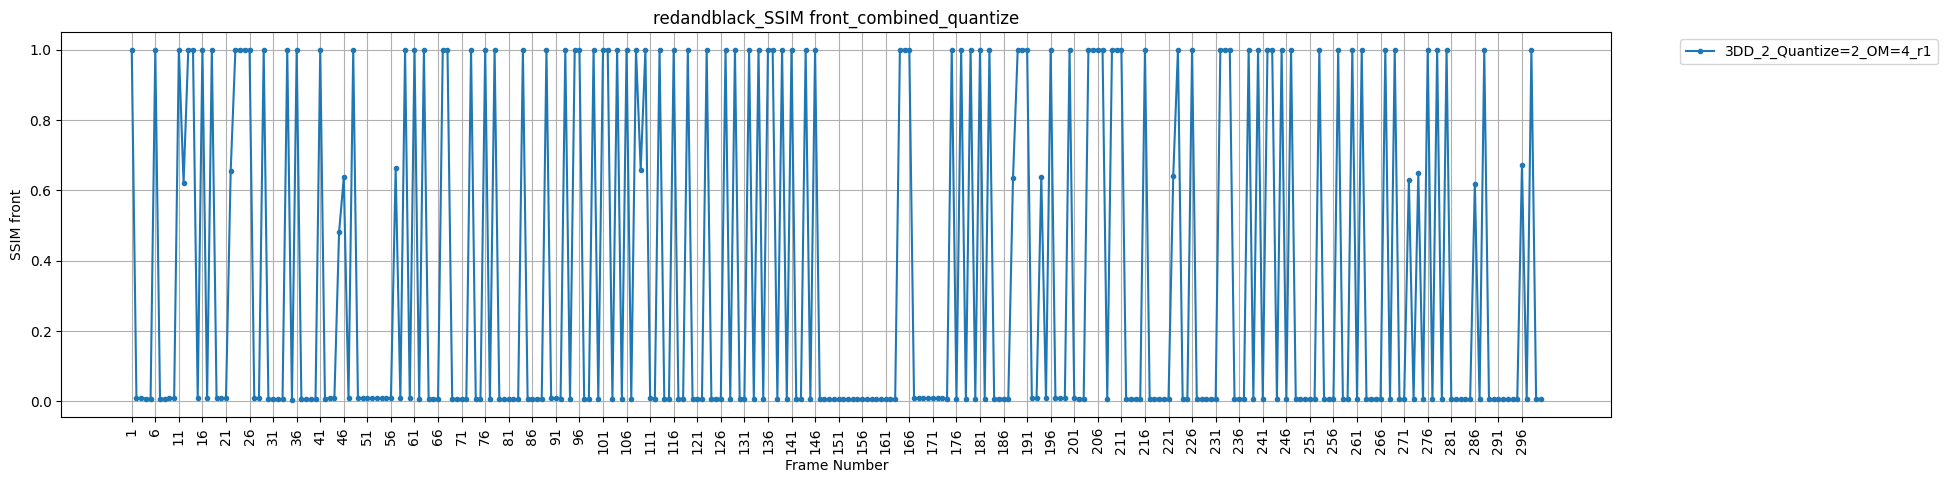 redandblack_SSIM front_combined_quantize
3DD_2_Quantize=2_OM=4_r1
SSIM front
1.0
0.8
0.6
0.4
0.2
0.0
1 6 11 16 21 26 31 36 41 46 51 56 61 66 71 76 81 86 91 96 101 106 111 116 121 126 131 136 141 146 151 156 161 166 171 176 181 186 191 196 201 206 211 216 221 226 231 236 241 246 251 256 261 266 271 276 281 286 291 296
Frame Number